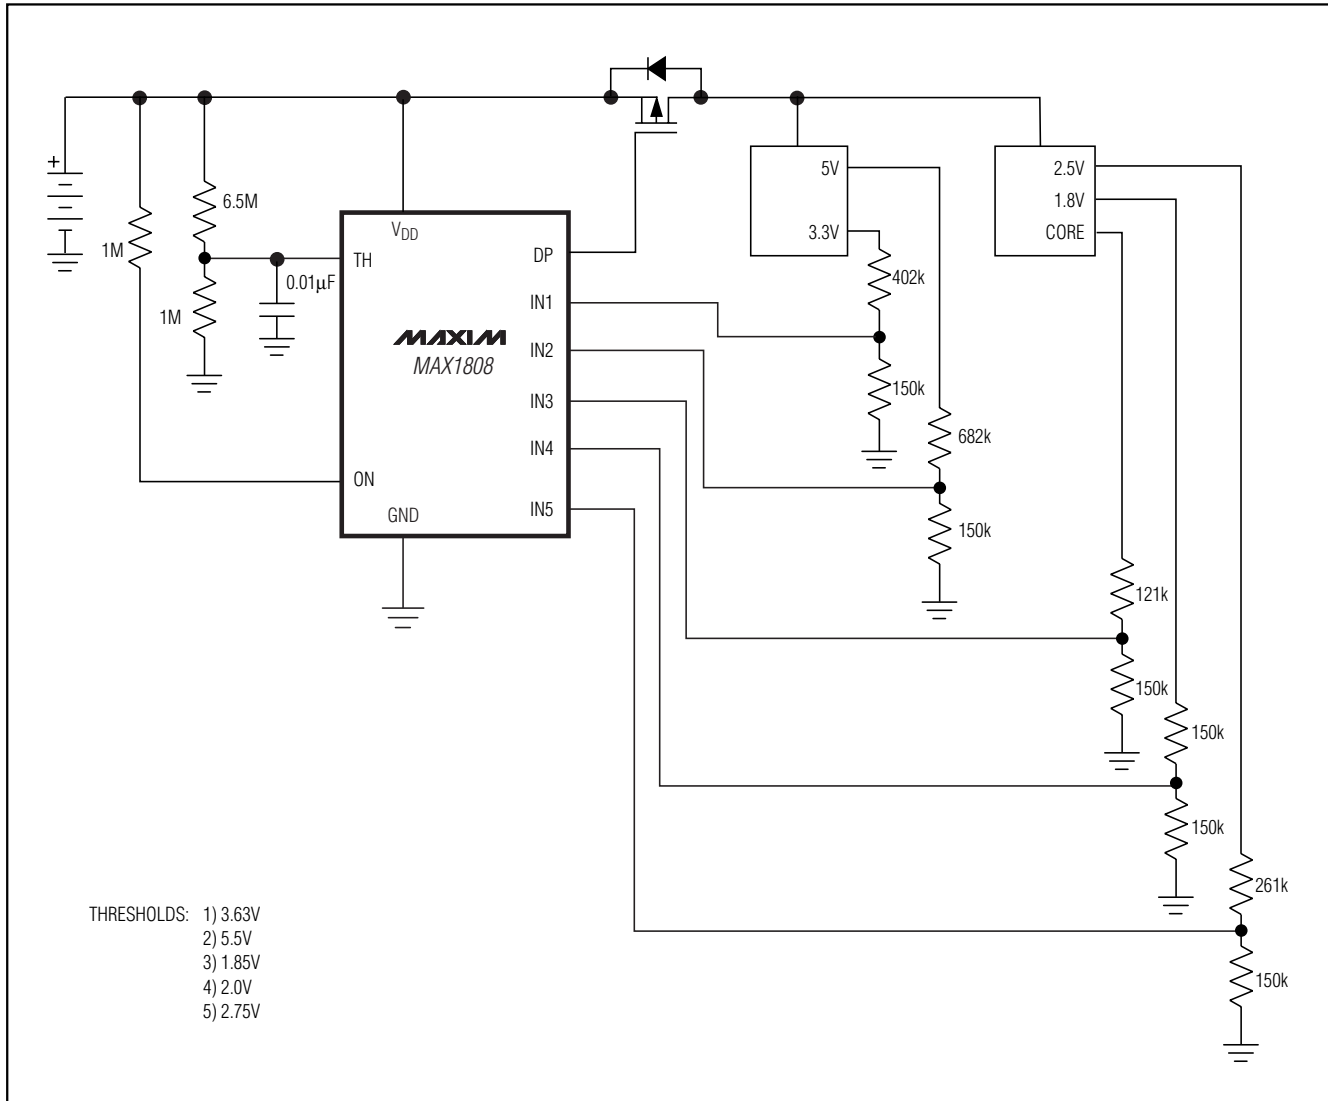 +
6.5M
1M
1M
0.01µF
VDD
TH
ON
GND
MAXIM
MAX1808
DP
IN1
IN2
IN3
IN4
IN5
5V
3.3V
402k
150k
682k
150k
2.5V
1.8V
CORE
121k
150k
150k
150k
261k
150k
THRESHOLDS: 1) 3.63V
2) 5.5V
3) 1.85V
4) 2.0V
5) 2.75V